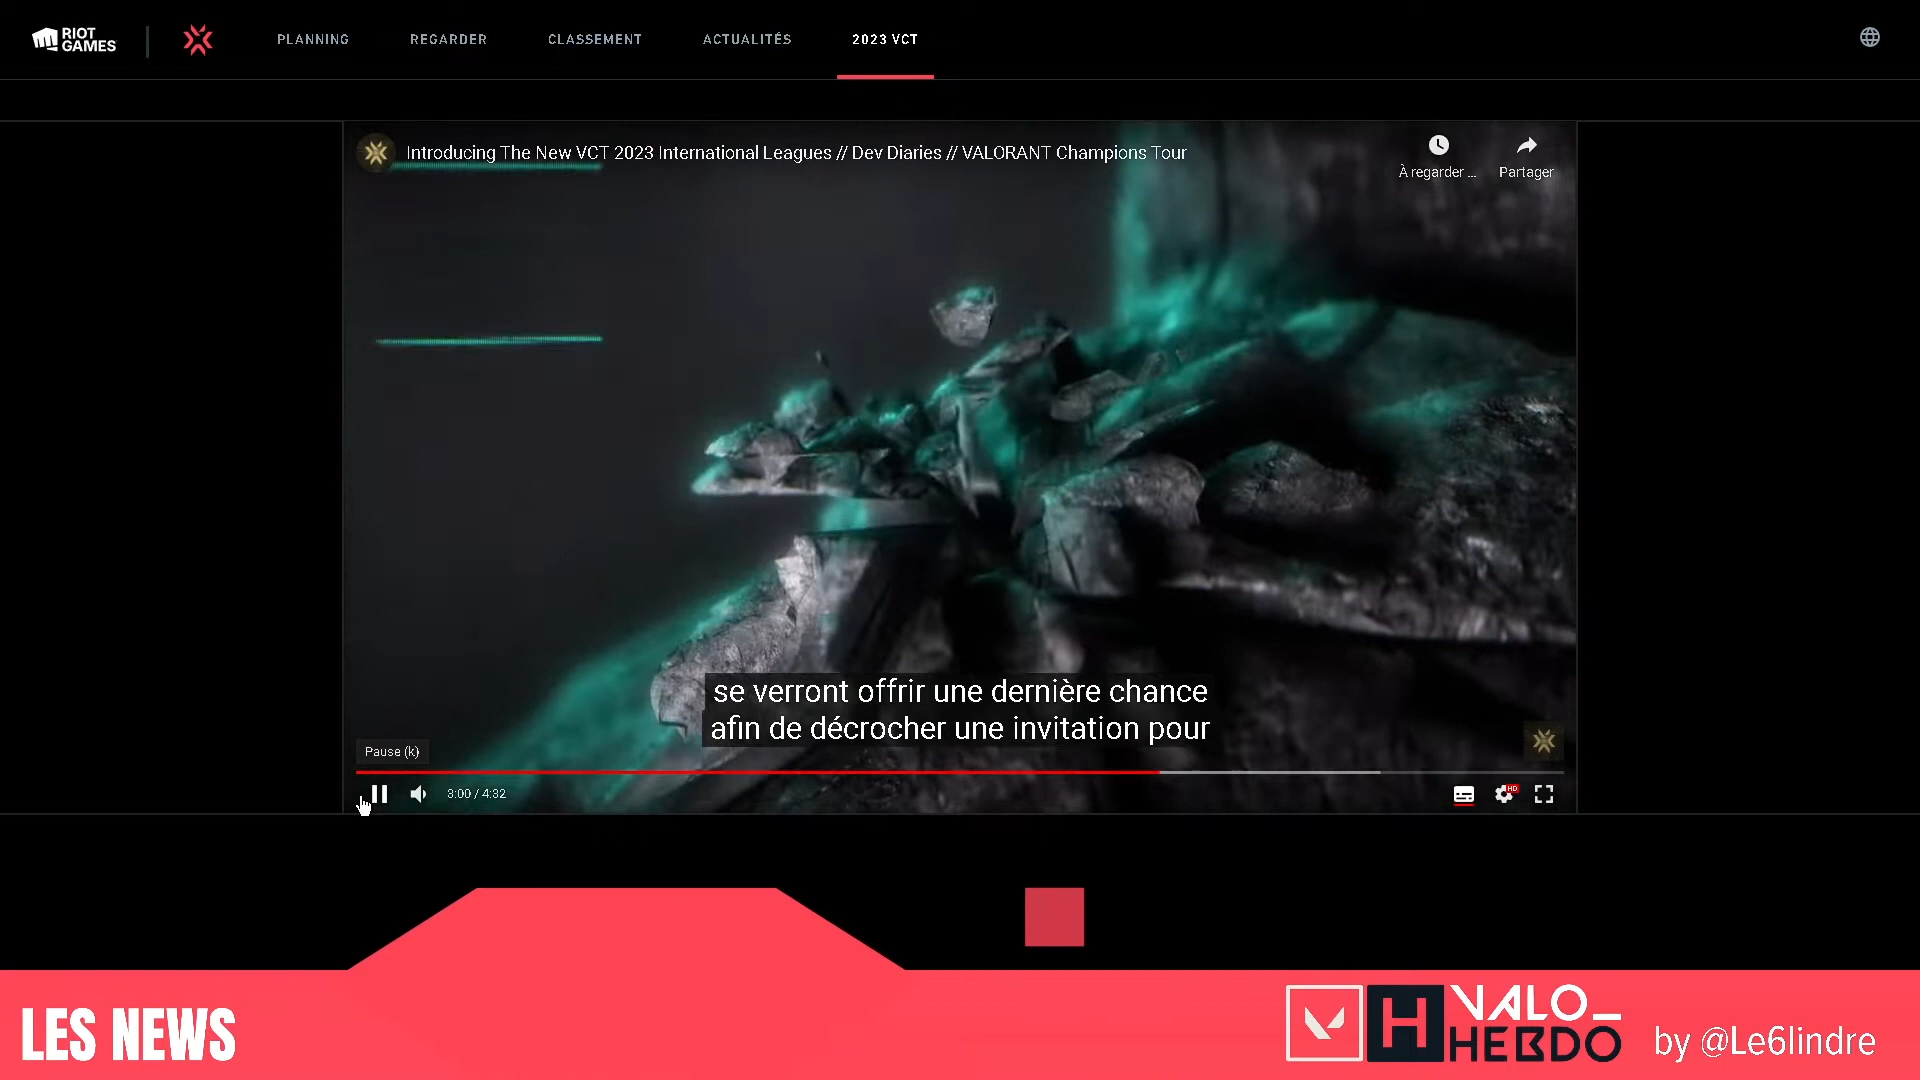 RIOT
GAMES
PLANNING
REGARDER
CLASSEMENT
ACTUALITÉS
2023 VCT
Introducing The New VCT 2023 International Leagues // Dev Diaries // VALORANT Champions Tour
À regarder ...
Partager
se verront offrir une dernière chance
afin de décrocher une invitation pour
Pause (k)
3:00 / 4:32
HD
LES NEWS
H
VALO_
HEBDO
by @Le6lindre